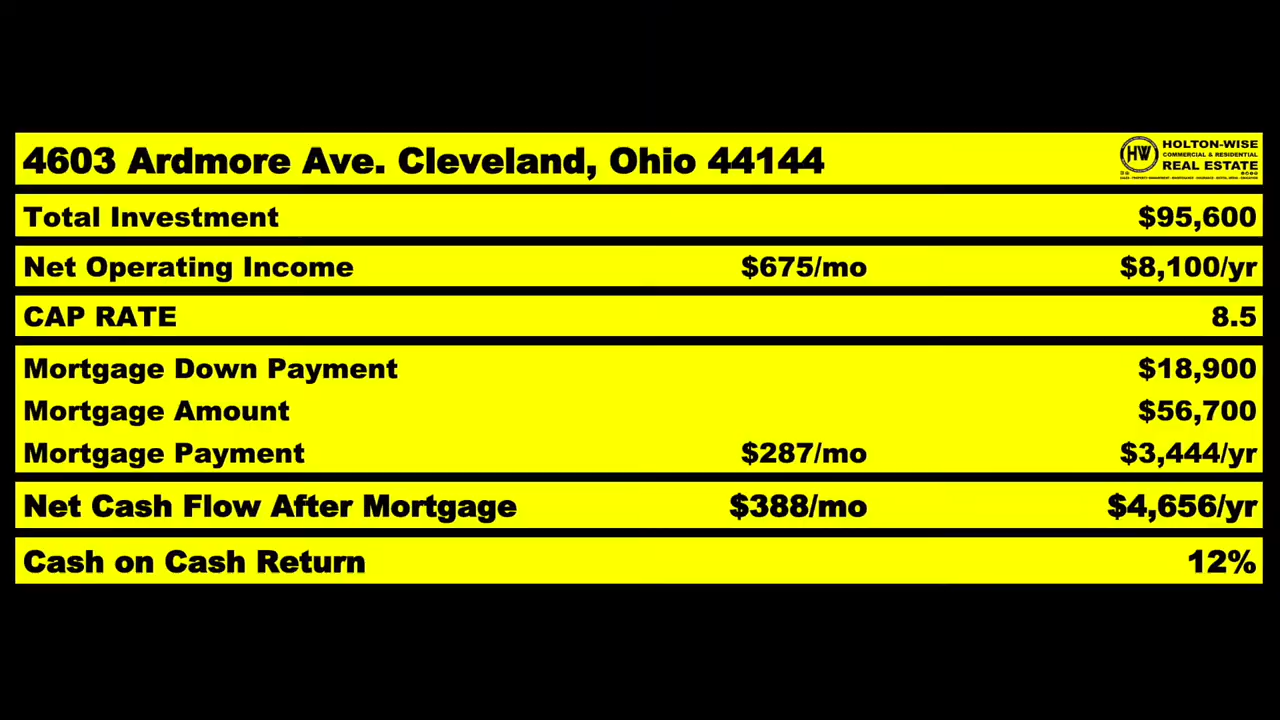 4603 Ardmore Ave. Cleveland, Ohio 44144
HW
HOLTON-WISE
COMMERCIAL & RESIDENTIAL
REAL ESTATE
Total Investment $95,600
Net Operating Income $675/mo $8,100/yr
CAP RATE 8.5
Mortgage Down Payment $18,900
Mortgage Amount $56,700
Mortgage Payment $287/mo $3,444/yr
Net Cash Flow After Mortgage $388/mo $4,656/yr
Cash on Cash Return 12%